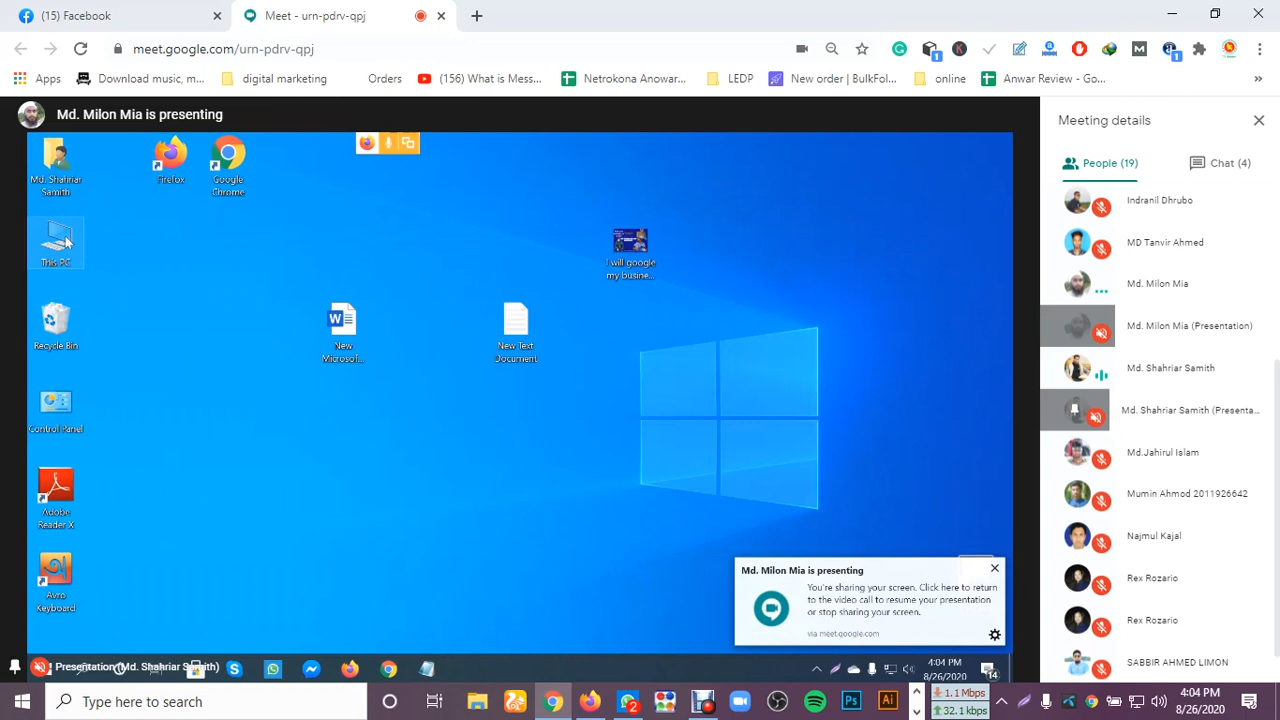 (15) Facebook
Meet - urn-pdrv-qpj
meet.google.com/urn-pdrv-qpj
1
1
Apps
Download music, m...
digital marketing
Orders
(156) What is Mess...
Netrokona Anowar...
LEDP
New order | BulkFol...
online
Anwar Review - Go...
»
Md. Milon Mia is presenting
Meeting details
People (19)
Chat (4)
Indranil Dhrubo
MD Tanvir Ahmed
Md. Milon Mia
Md. Milon Mia (Presentation)
Md. Shahriar Samith
Md. Shahriar Samith (Presenta...
Md.Jahirul Islam
Mumin Ahmod 2011926642
Najmul Kajal
Rex Rozario
Rex Rozario
SABBIR AHMED LIMON
Md. Shahriar
Samith
Firefox
Google
Chrome
This PC
I will google
my busine...
Recycle Bin
New
Microsof...
New Text
Document
Control Panel
Adobe
Reader X
অ
Avro
Keyboard
Md. Milon Mia is presenting
You're sharing your screen. Click here to return
to the video call to resume your presentation
or stop sharing your screen.
via meet.google.com
Presentation (Md. Shahriar Samith)
4:04 PM
8/26/2020
14
Type here to search
2
Ps
Ai
1.1 Mbps
32.1 kbps
4:04 PM
8/26/2020